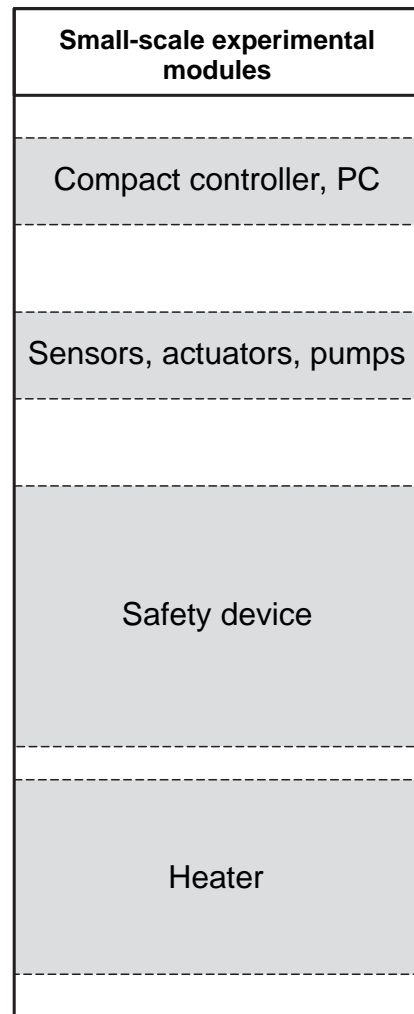 Small-scale experimental
modules
Compact controller, PC
Sensors, actuators, pumps
Safety device
Heater